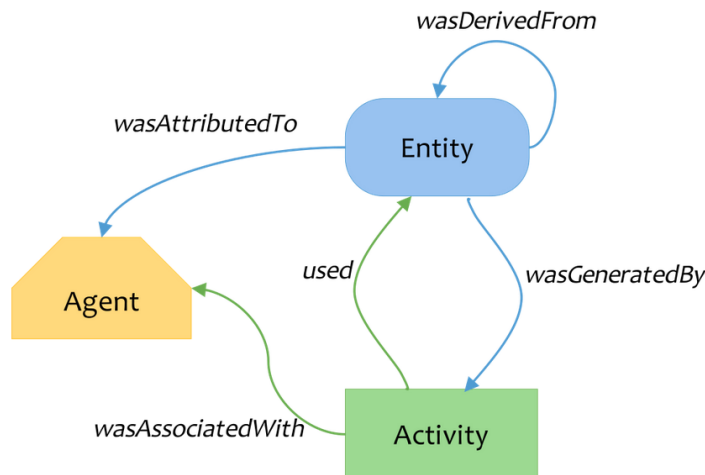 wasDerivedFrom
wasAttributedTo
Entity
used
wasGeneratedBy
Agent
wasAssociatedWith
Activity